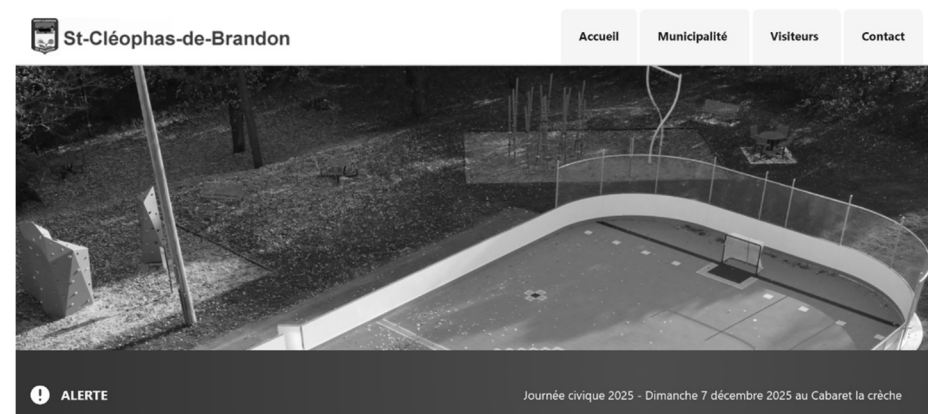 St-Cléophas-de-Brandon
Accueil
Municipalité
Visiteurs
Contact
ALERTE
Journée civique 2025 - Dimanche 7 décembre 2025 au Cabaret la crèche